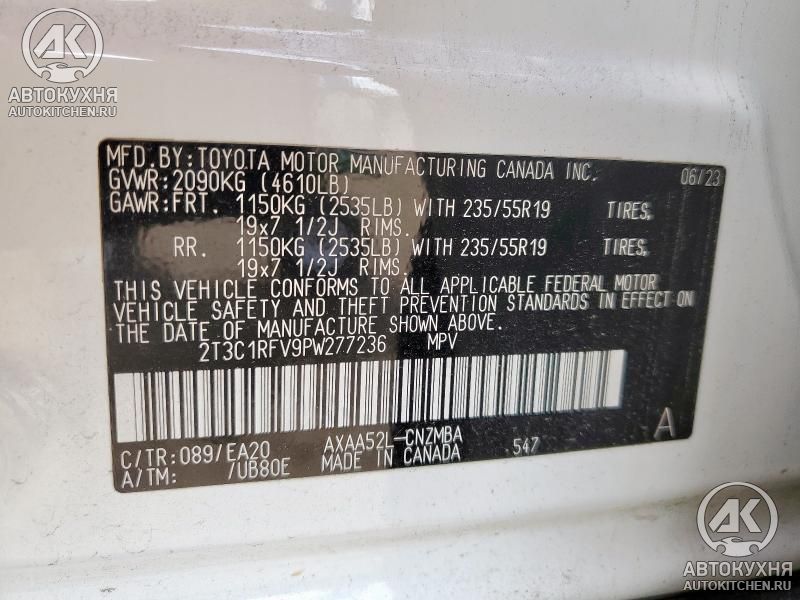 AK
АВТОКУХНЯ
AUTOKITCHEN.RU
MFD.BY:TOYOTA MOTOR MANUFACTURING CANADA INC. 06/23
GVWR:2090KG (4610LB)
GAWR:FRT. 1150KG (2535LB) WITH 235/55R19 TIRES,
19x7 1/2J RIMS.
RR. 1150KG (2535LB) WITH 235/55R19 TIRES,
19x7 1/2J RIMS.
THIS VEHICLE CONFORMS TO ALL APPLICABLE FEDERAL MOTOR
VEHICLE SAFETY AND THEFT PREVENTION STANDARDS IN EFFECT ON
THE DATE OF MANUFACTURE SHOWN ABOVE.
2T3C1RFV9PW277236 MPV
C/TR:089/EA20 AXAA52L-CNZMBA 547 A
A/TM: /UB80E MADE IN CANADA
4K
АВТОКУХНЯ
AUTOKITCHEN.RU